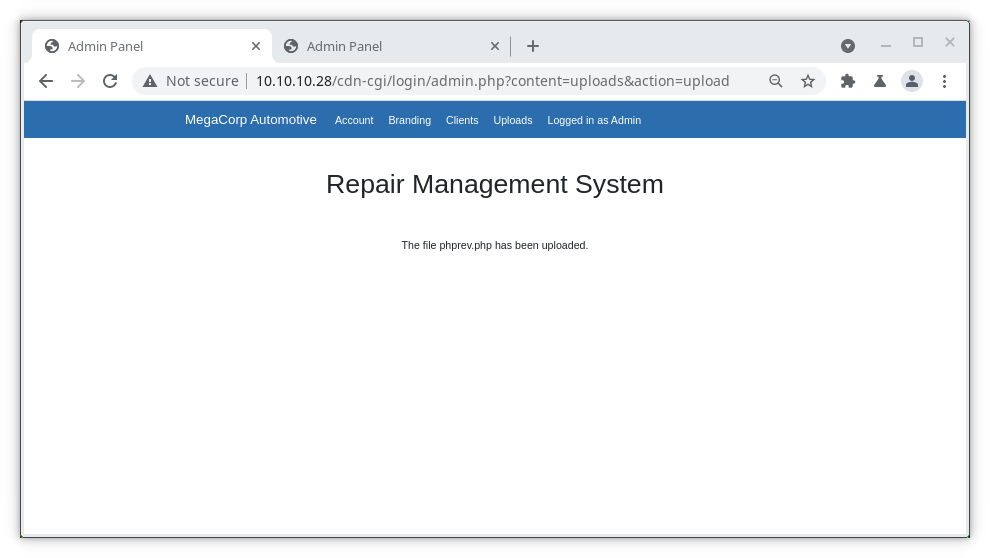 Admin Panel
Admin Panel
Not secure 10.10.10.28/cdn-cgi/login/admin.php?content=uploads&action=upload
MegaCorp Automotive Account Branding Clients Uploads Logged in as Admin
Repair Management System
The file phprev.php has been uploaded.